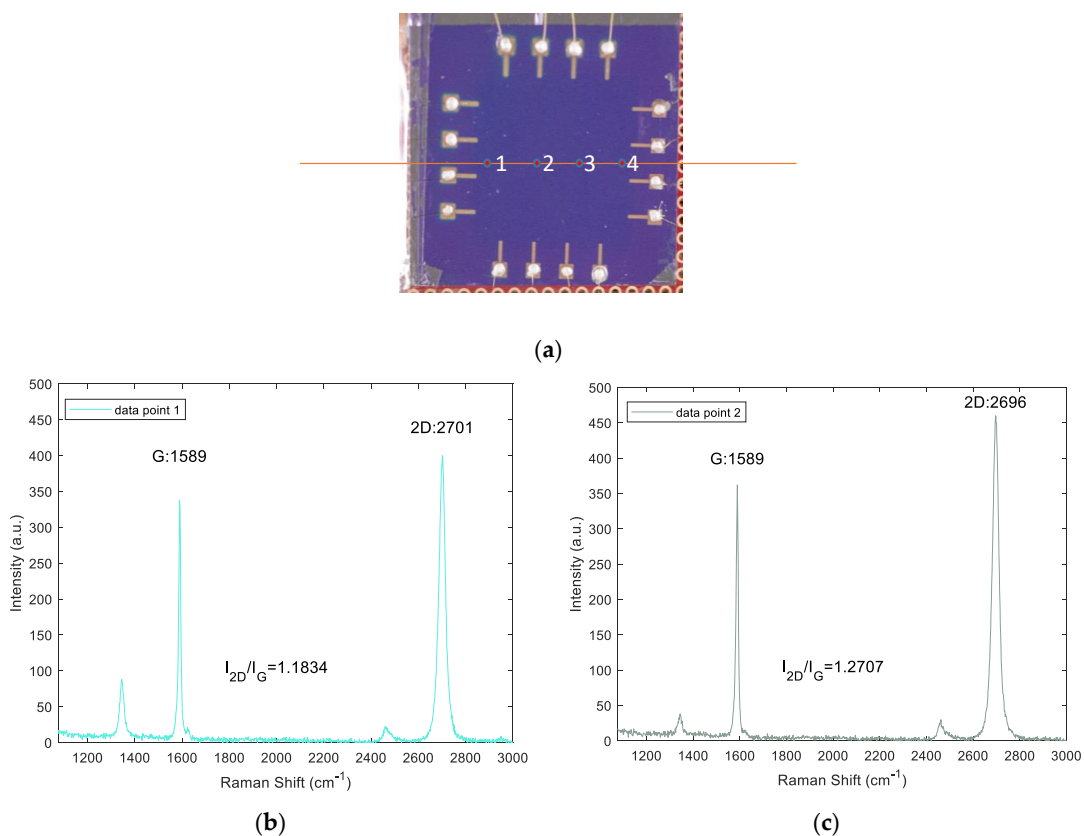 1 2 3 4
(a)
500
450
400
350
300
250
200
150
100
50
0
Intensity (a.u.)
data point 1
G:1589
2D:2701
I2D/IG=1.1834
1200 1400 1600 1800 2000 2200 2400 2600 2800 3000
Raman Shift (cm-1)
(b)
500
450
400
350
300
250
200
150
100
50
0
Intensity (a.u.)
data point 2
G:1589
2D:2696
I2D/IG=1.2707
1200 1400 1600 1800 2000 2200 2400 2600 2800 3000
Raman Shift (cm-1)
(c)